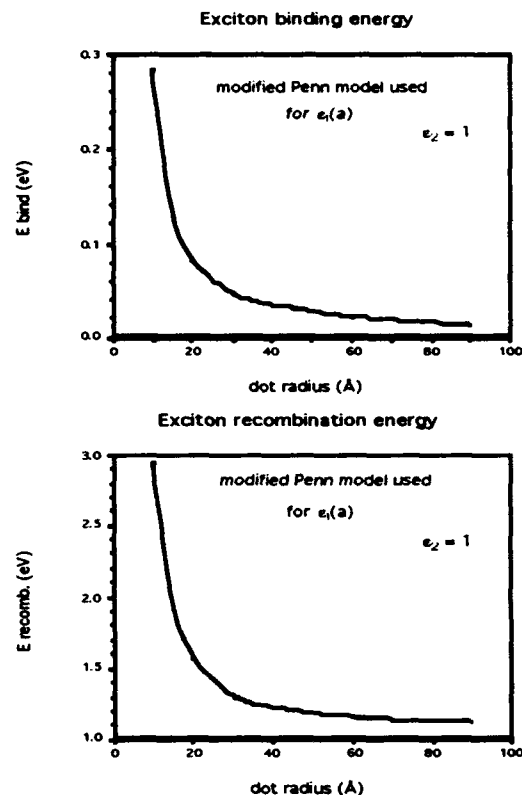 Exciton binding energy
0.3
modified Penn model used
for ε₁(a)
ε₂ = 1
0.2
E bind (eV)
0.1
0.0
0 20 40 60 80 100
dot radius (Å)
Exciton recombination energy
3.0
modified Penn model used
for ε₁(a)
ε₂ = 1
2.5
E recomb. (eV)
2.0
1.5
1.0
0 20 40 60 80 100
dot radius (Å)